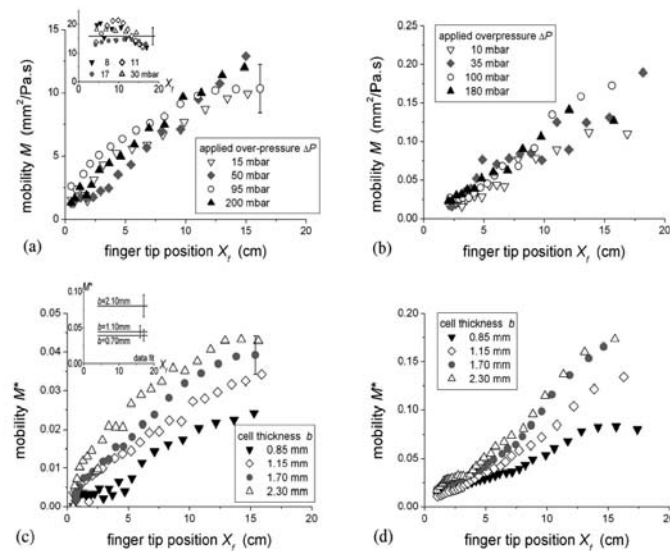 (a)
20
15
10
5
0
0 5 10 15 20
X_f
▼ 8 ○ 11
● 17 △ 30 mbar
15
10
5
0
mobility M (mm²/Pa.s)
applied over-pressure ΔP
▽ 15 mbar
◆ 50 mbar
○ 95 mbar
▲ 200 mbar
0 5 10 15 20
finger tip position X_f (cm)
(b)
0.20
0.15
0.10
0.05
0.00
mobility M (mm²/Pa.s)
applied overpressure ΔP
▽ 10 mbar
◆ 35 mbar
○ 100 mbar
▲ 180 mbar
0 5 10 15 20
finger tip position X_f (cm)
(c)
M*
0.10
0.05
0.00
b=2.10mm
b=1.10mm
b=0.70mm
data fit
0 5 10 15 20
X_f
0.05
0.04
0.03
0.02
0.01
0.00
mobility M*
cell thickness b
▼ 0.85 mm
◇ 1.15 mm
● 1.70 mm
△ 2.30 mm
0 5 10 15 20
finger tip position X_f (cm)
(d)
0.20
0.15
0.10
0.05
0.00
mobility M*
cell thickness b
▼ 0.85 mm
◇ 1.15 mm
● 1.70 mm
△ 2.30 mm
0 5 10 15 20
finger tip position X_f (cm)